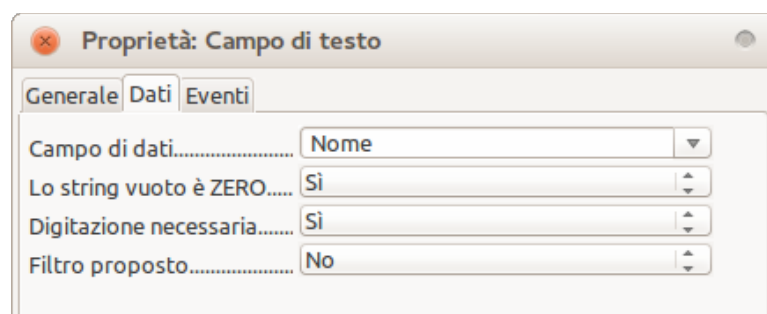 Proprietà: Campo di testo
Generale Dati Eventi
Campo di dati....................... Nome
Lo string vuoto è ZERO..... Sì
Digitazione necessaria....... Sì
Filtro proposto..................... No